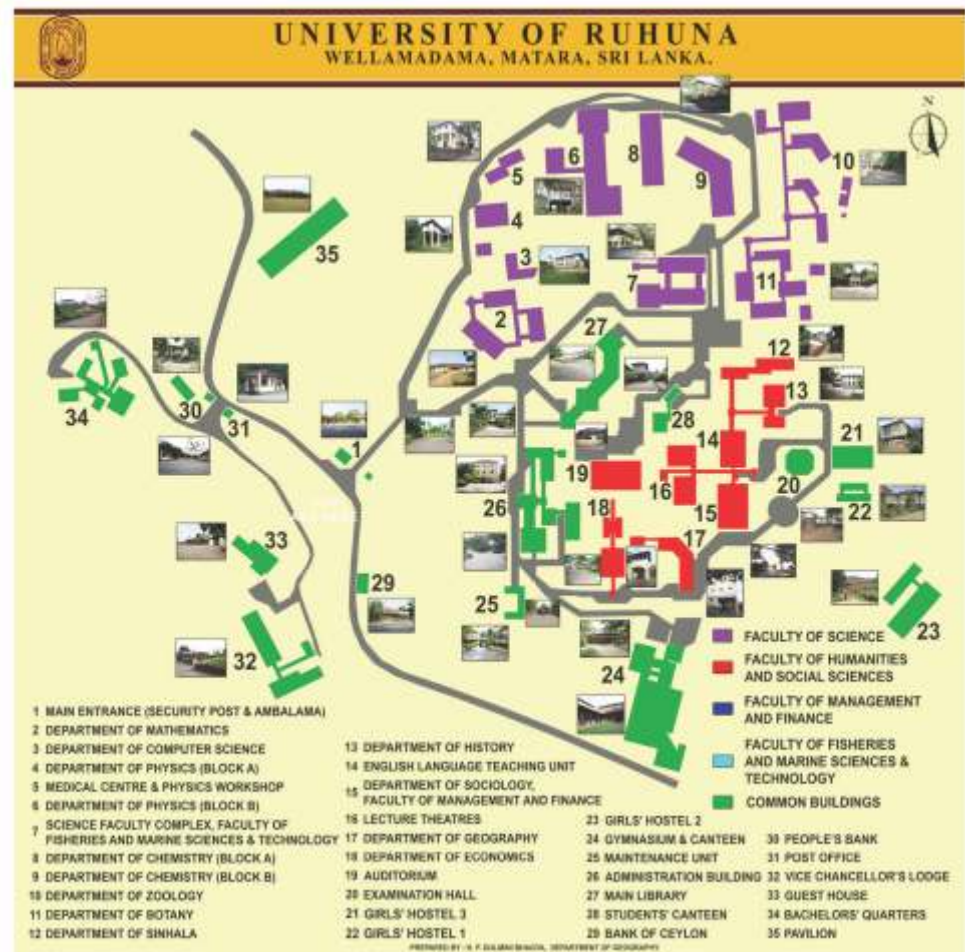 UNIVERSITY OF RUHUNA
WELLAMADAMA, MATARA, SRI LANKA.
N
1
2
3
4
5
6
7
8
9
10
11
12
13
14
15
16
17
18
19
20
21
22
23
24
25
26
27
28
29
30
31
32
33
34
35
FACULTY OF SCIENCE
FACULTY OF HUMANITIES
AND SOCIAL SCIENCES
FACULTY OF MANAGEMENT
AND FINANCE
FACULTY OF FISHERIES
AND MARINE SCIENCES &
TECHNOLOGY
COMMON BUILDINGS
1 MAIN ENTRANCE (SECURITY POST & AMBALAMA)
2 DEPARTMENT OF MATHEMATICS
3 DEPARTMENT OF COMPUTER SCIENCE
4 DEPARTMENT OF PHYSICS (BLOCK A)
5 MEDICAL CENTRE & PHYSICS WORKSHOP
6 DEPARTMENT OF PHYSICS (BLOCK B)
7 SCIENCE FACULTY COMPLEX, FACULTY OF
FISHERIES AND MARINE SCIENCES & TECHNOLOGY
8 DEPARTMENT OF CHEMISTRY (BLOCK A)
9 DEPARTMENT OF CHEMISTRY (BLOCK B)
10 DEPARTMENT OF ZOOLOGY
11 DEPARTMENT OF BOTANY
12 DEPARTMENT OF SINHALA
13 DEPARTMENT OF HISTORY
14 ENGLISH LANGUAGE TEACHING UNIT
15 DEPARTMENT OF SOCIOLOGY,
FACULTY OF MANAGEMENT AND FINANCE
16 LECTURE THEATRES
17 DEPARTMENT OF GEOGRAPHY
18 DEPARTMENT OF ECONOMICS
19 AUDITORIUM
20 EXAMINATION HALL
21 GIRLS' HOSTEL 3
22 GIRLS' HOSTEL 1
23 GIRLS' HOSTEL 2
24 GYMNASIUM & CANTEEN
25 MAINTENANCE UNIT
26 ADMINISTRATION BUILDING
27 MAIN LIBRARY
28 STUDENTS' CANTEEN
29 BANK OF CEYLON
30 PEOPLE'S BANK
31 POST OFFICE
32 VICE CHANCELLOR'S LODGE
33 GUEST HOUSE
34 BACHELORS' QUARTERS
35 PAVILION
PREPARED BY - DEPARTMENT OF GEOGRAPHY